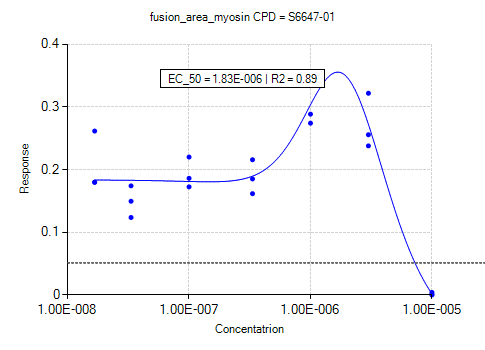 fusion_area_myosin CPD = S6647-01
0.4
EC_50 = 1.83E-006 | R2 = 0.89
0.3
Response
0.2
0.1
0
1.00E-008 1.00E-007 1.00E-006 1.00E-005
Concentatrion